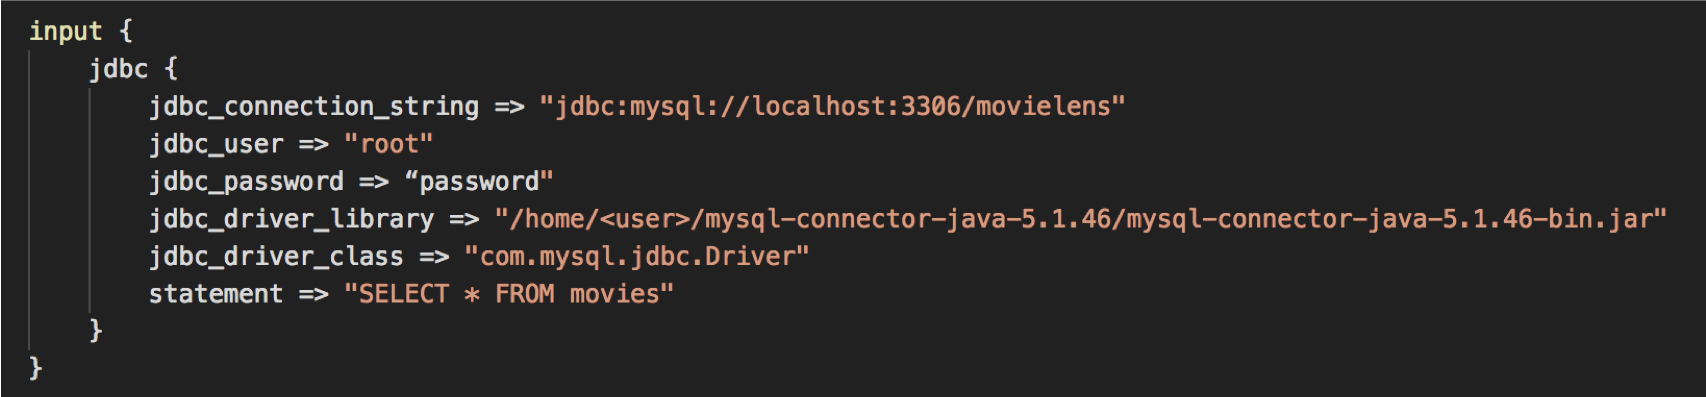 input {
jdbc {
jdbc_connection_string => "jdbc:mysql://localhost:3306/movielens"
jdbc_user => "root"
jdbc_password => “password"
jdbc_driver_library => "/home/<user>/mysql-connector-java-5.1.46/mysql-connector-java-5.1.46-bin.jar"
jdbc_driver_class => "com.mysql.jdbc.Driver"
statement => "SELECT * FROM movies"
}
}